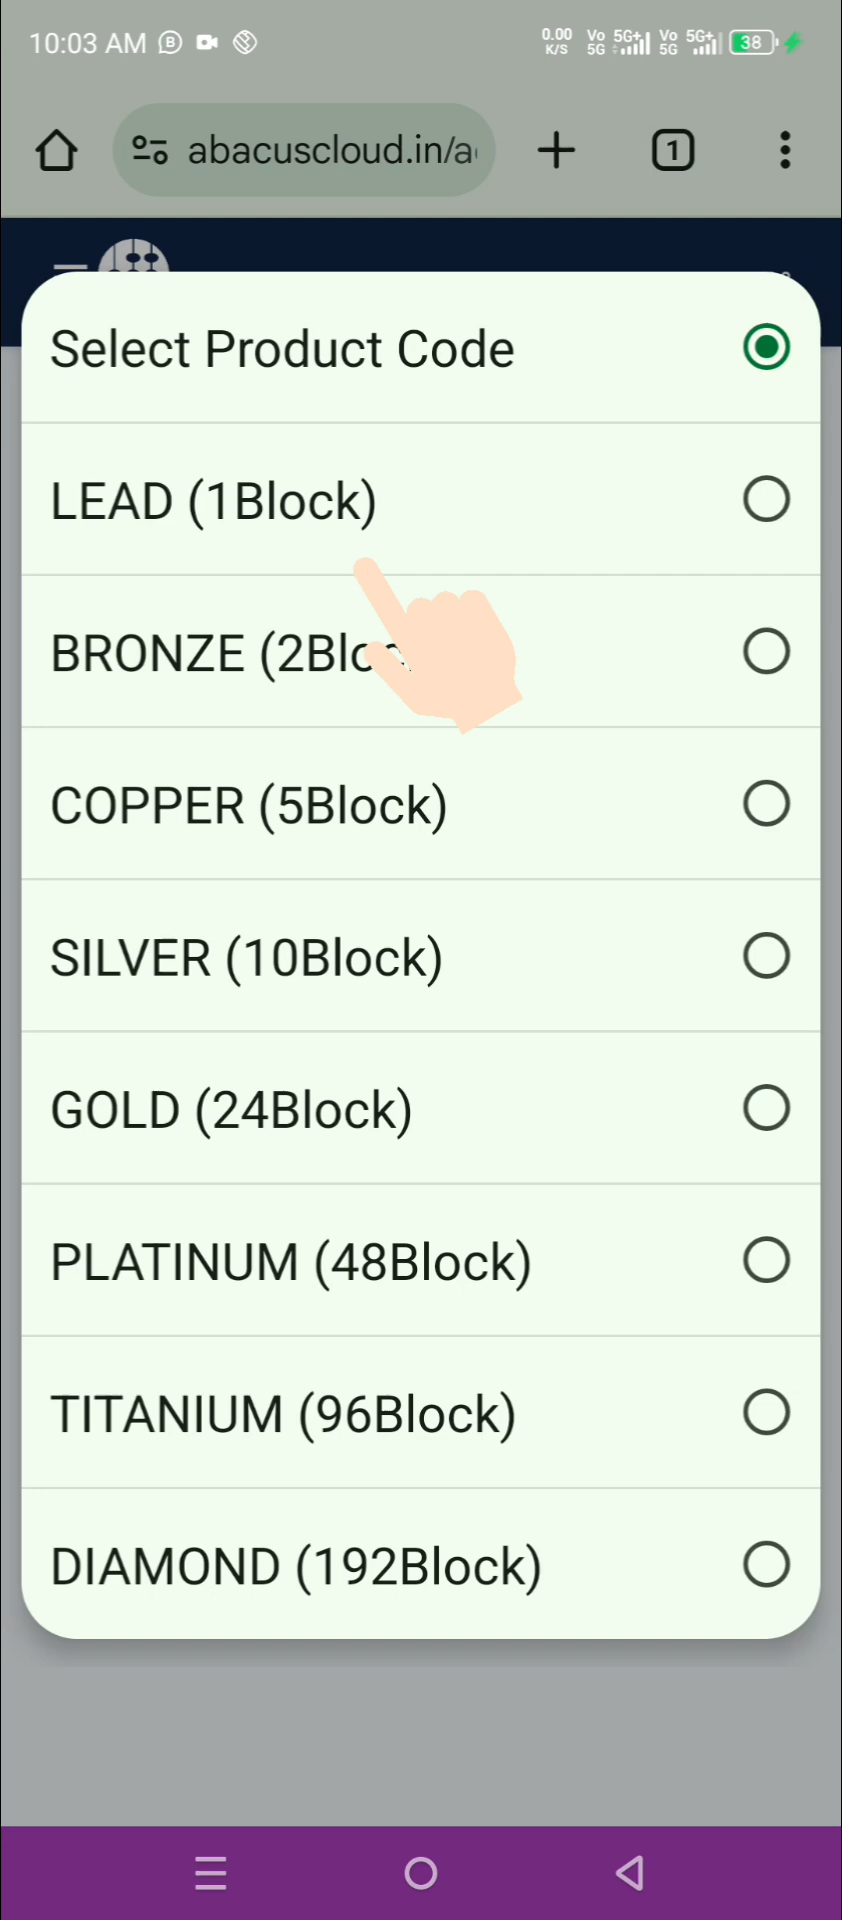 10:03 AM
0.00 K/S Vo 5G 5G+ Vo 5G 5G+ 38
abacuscloud.in/a
1
Select Product Code
LEAD (1Block)
BRONZE (2Bloc
COPPER (5Block)
SILVER (10Block)
GOLD (24Block)
PLATINUM (48Block)
TITANIUM (96Block)
DIAMOND (192Block)